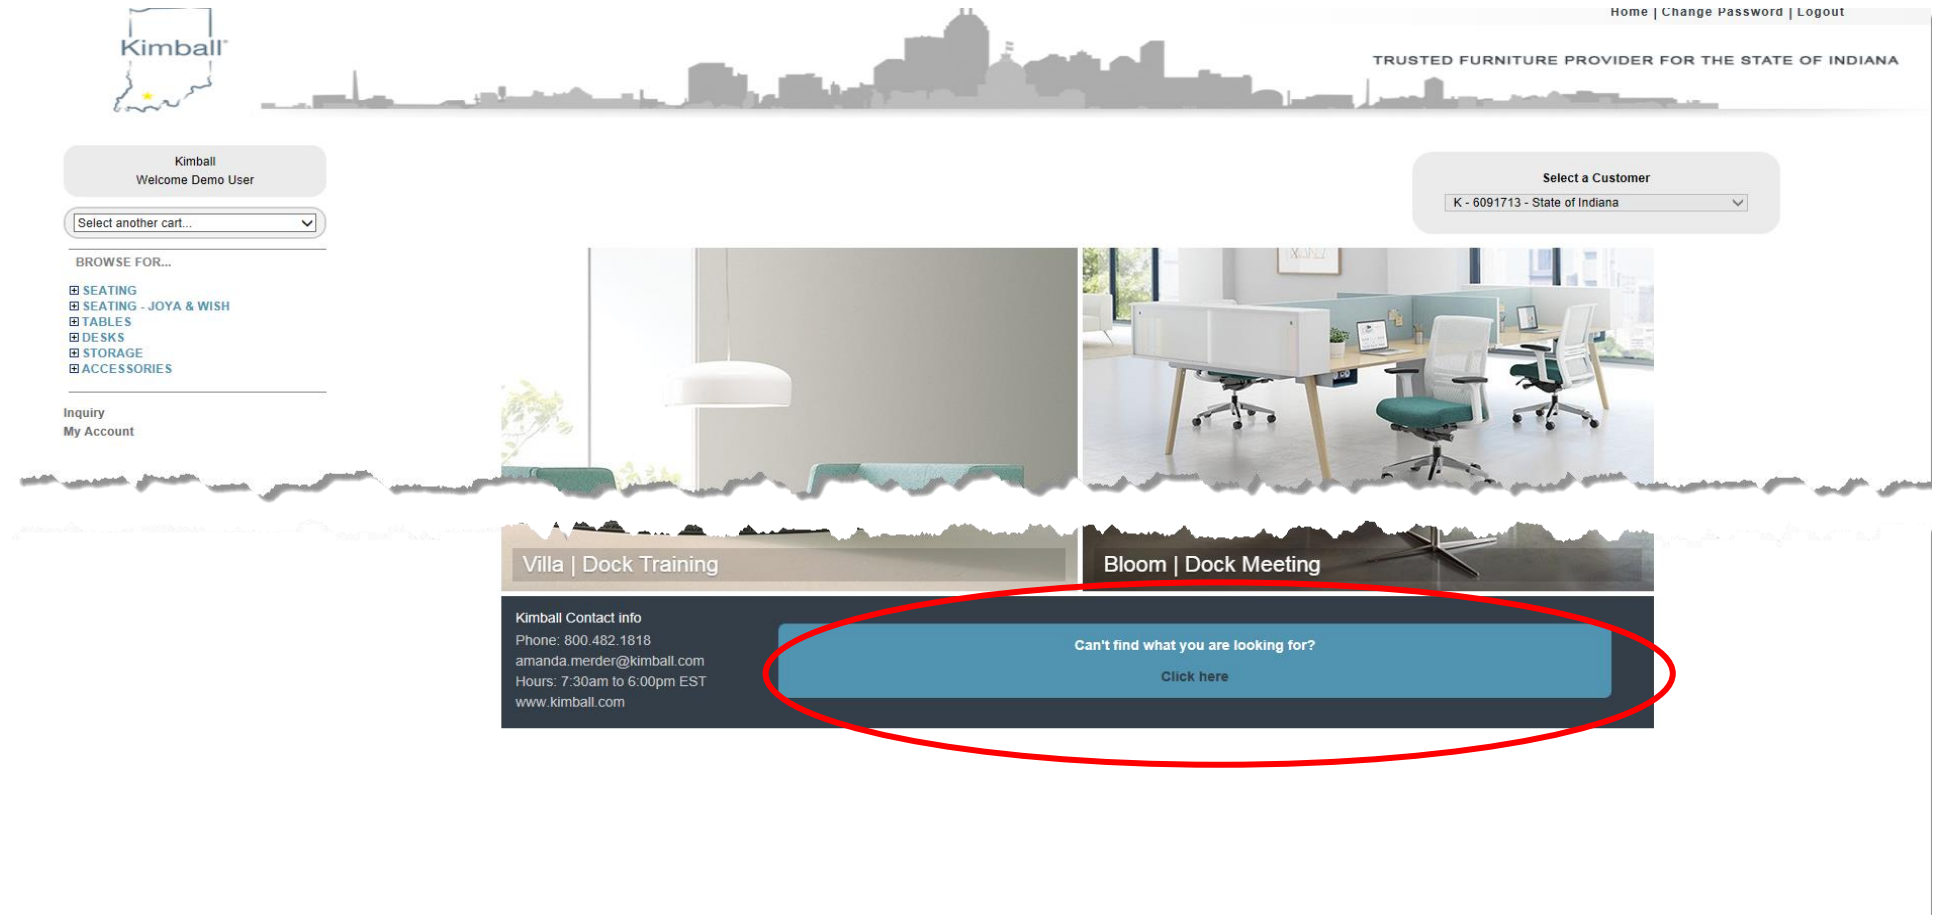 Home | Change Password | Logout
Kimball®
TRUSTED FURNITURE PROVIDER FOR THE STATE OF INDIANA
Kimball
Welcome Demo User
Select a Customer
K - 6091713 - State of Indiana
Select another cart...
BROWSE FOR...
SEATING
SEATING - JOYA & WISH
TABLES
DESKS
STORAGE
ACCESSORIES
Inquiry
My Account
Villa | Dock Training
Bloom | Dock Meeting
Kimball Contact info
Phone: 800.482.1818
amanda.merder@kimball.com
Hours: 7:30am to 6:00pm EST
www.kimball.com
Can't find what you are looking for?
Click here